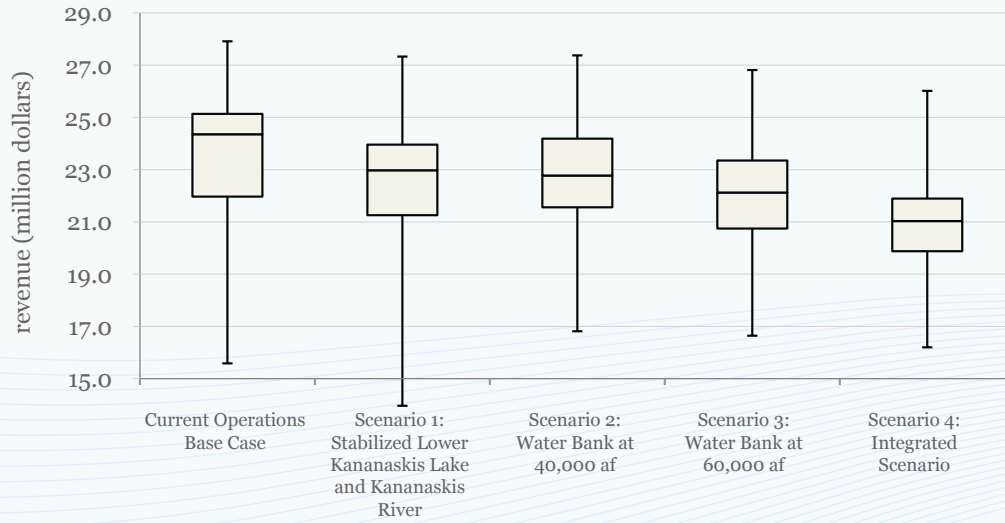 revenue (million dollars)
29.0
27.0
25.0
23.0
21.0
19.0
17.0
15.0
Current Operations
Base Case
Scenario 1:
Stabilized Lower
Kananaskis Lake
and Kananaskis
River
Scenario 2:
Water Bank at
40,000 af
Scenario 3:
Water Bank at
60,000 af
Scenario 4:
Integrated
Scenario